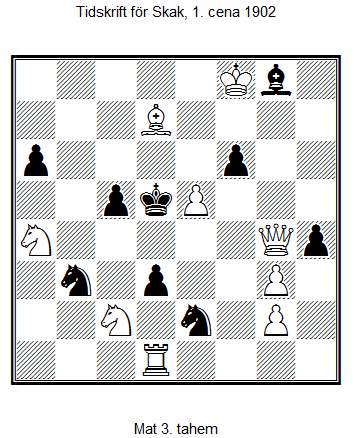 Tidskrift för Skak, 1. cena 1902
Mat 3. tahem